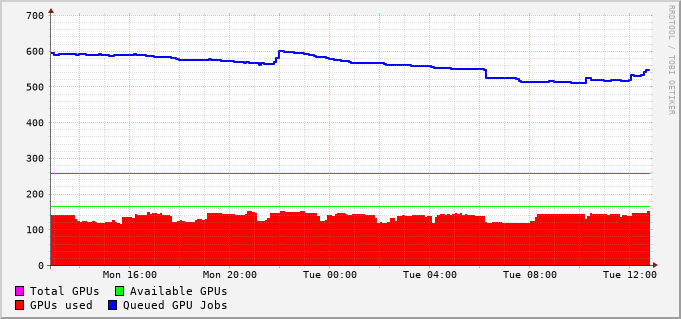 700
600
500
400
300
200
100
0
Mon 16:00 Mon 20:00 Tue 00:00 Tue 04:00 Tue 08:00 Tue 12:00
Total GPUs Available GPUs
GPUs used Queued GPU Jobs
RRDTOOL / TOBI OETIKER